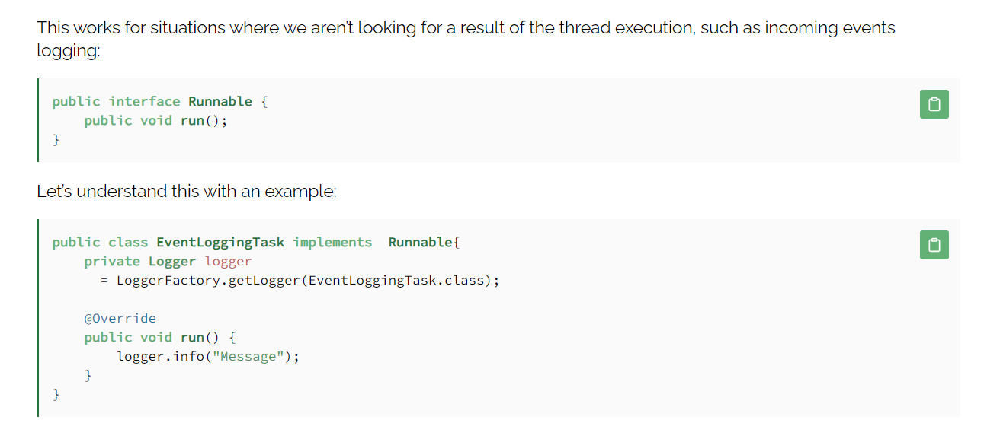 This works for situations where we aren't looking for a result of the thread execution, such as incoming events
logging:
public interface Runnable {
    public void run();
}
Let's understand this with an example:
public class EventLoggingTask implements  Runnable{
    private Logger logger
      = LoggerFactory.getLogger(EventLoggingTask.class);
    @Override
    public void run() {
        logger.info("Message");
    }
}